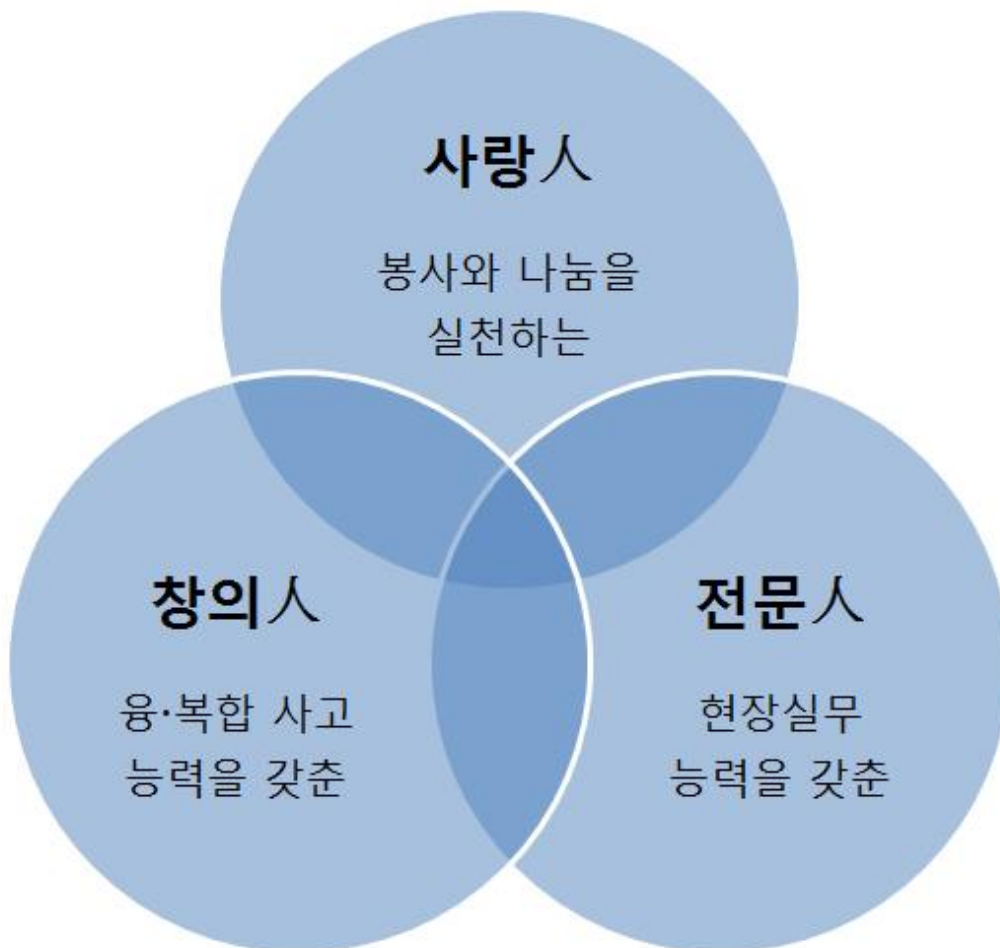 사랑人
봉사와 나눔을
실천하는
창의人
융·복합 사고
능력을 갖춘
전문人
현장실무
능력을 갖춘